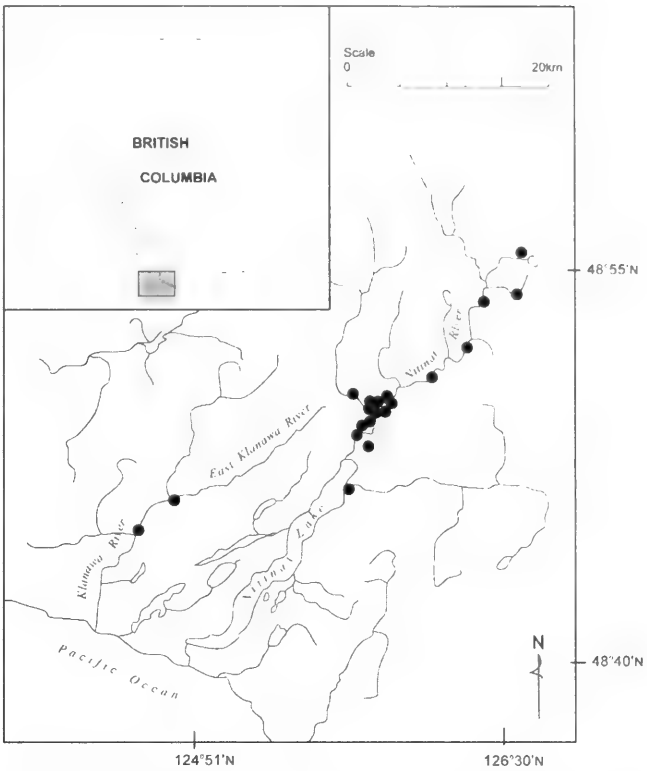 Scale
0 20km
BRITISH
COLUMBIA
48°55'N
Nitinat River
East Klanawa River
Klanawa River
Nitinat Lake
Pacific Ocean
N
48°40'N
124°51'N
126°30'N